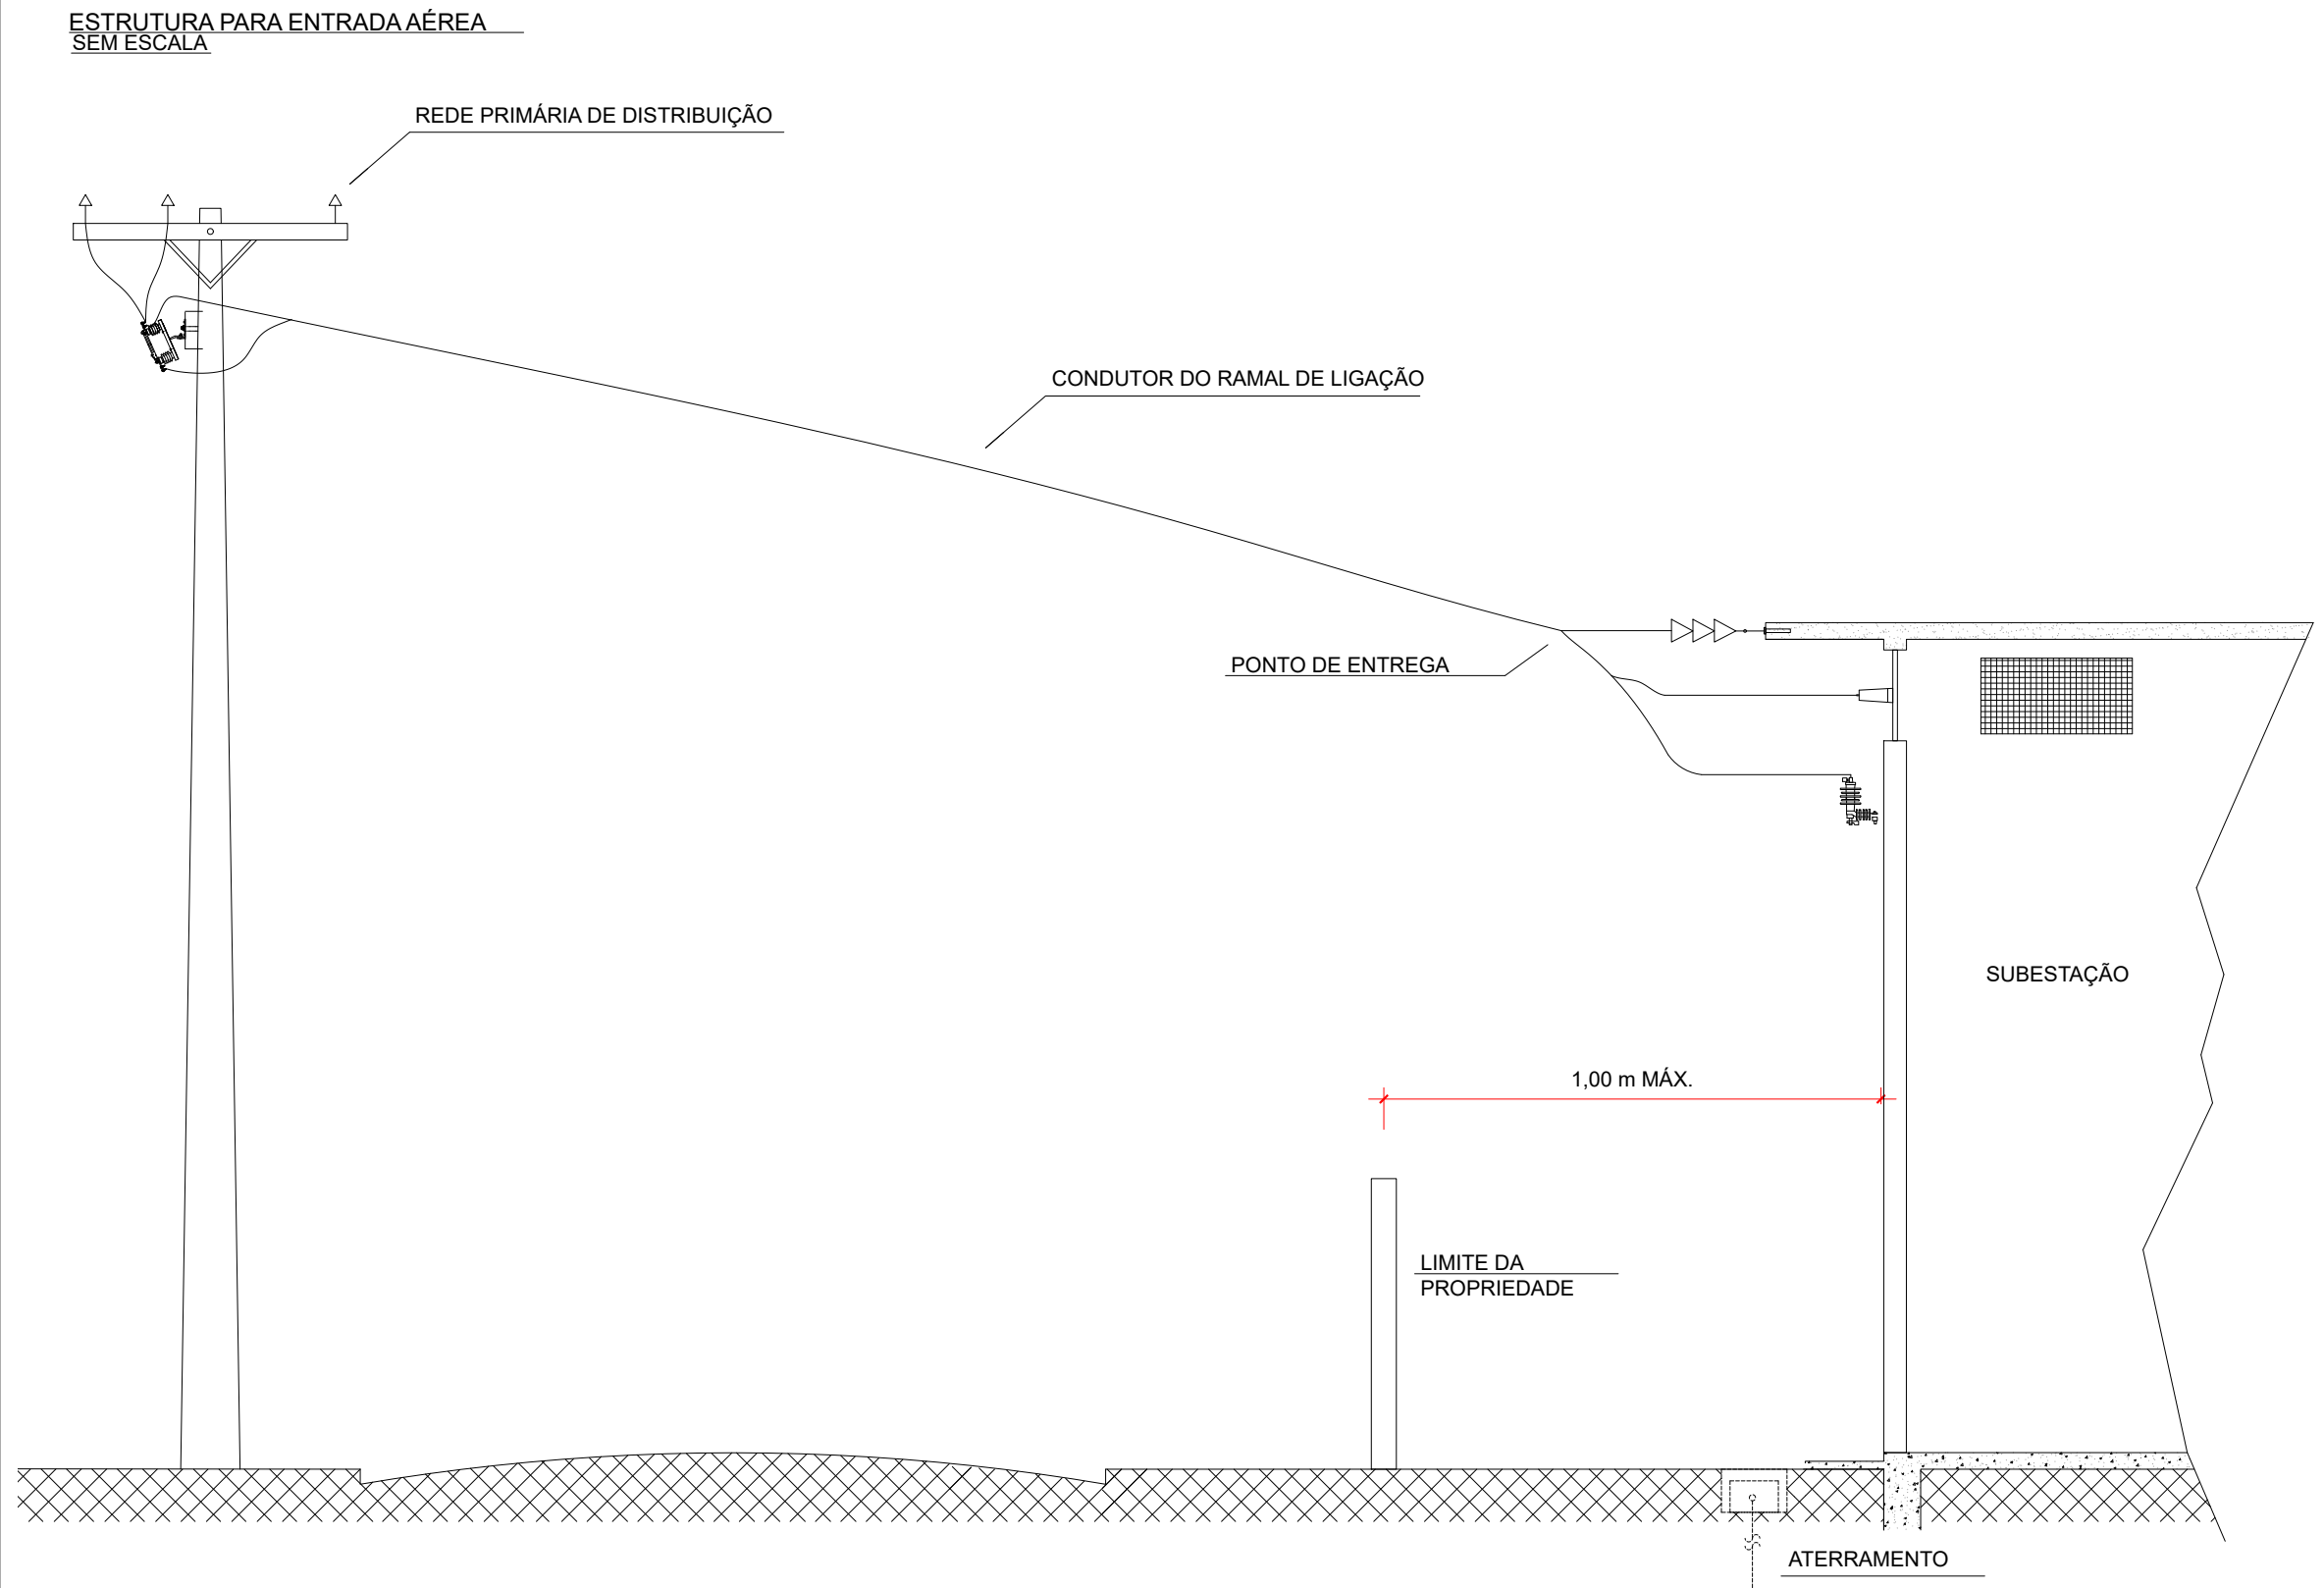 ESTRUTURA PARA ENTRADA AÉREA
SEM ESCALA
REDE PRIMÁRIA DE DISTRIBUIÇÃO
CONDUTOR DO RAMAL DE LIGAÇÃO
PONTO DE ENTREGA
SUBESTAÇÃO
1,00 m MÁX.
LIMITE DA
PROPRIEDADE
ATERRAMENTO